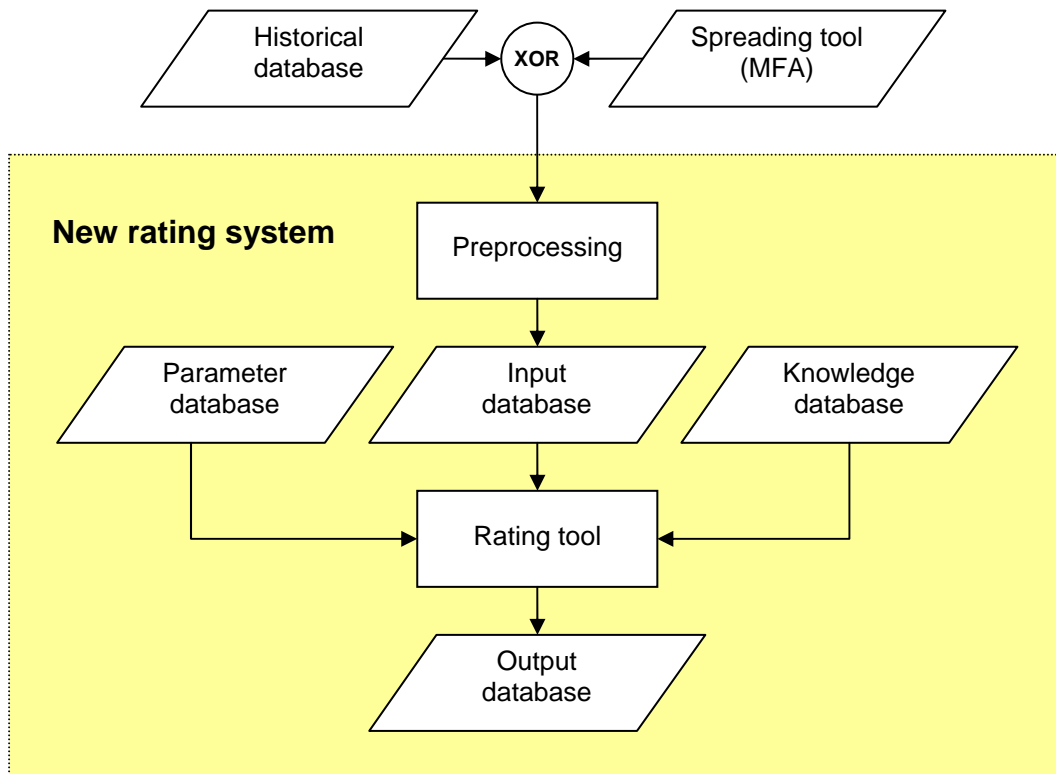 Historical
database
XOR
Spreading tool
(MFA)
New rating system
Preprocessing
Parameter
database
Input
database
Knowledge
database
Rating tool
Output
database